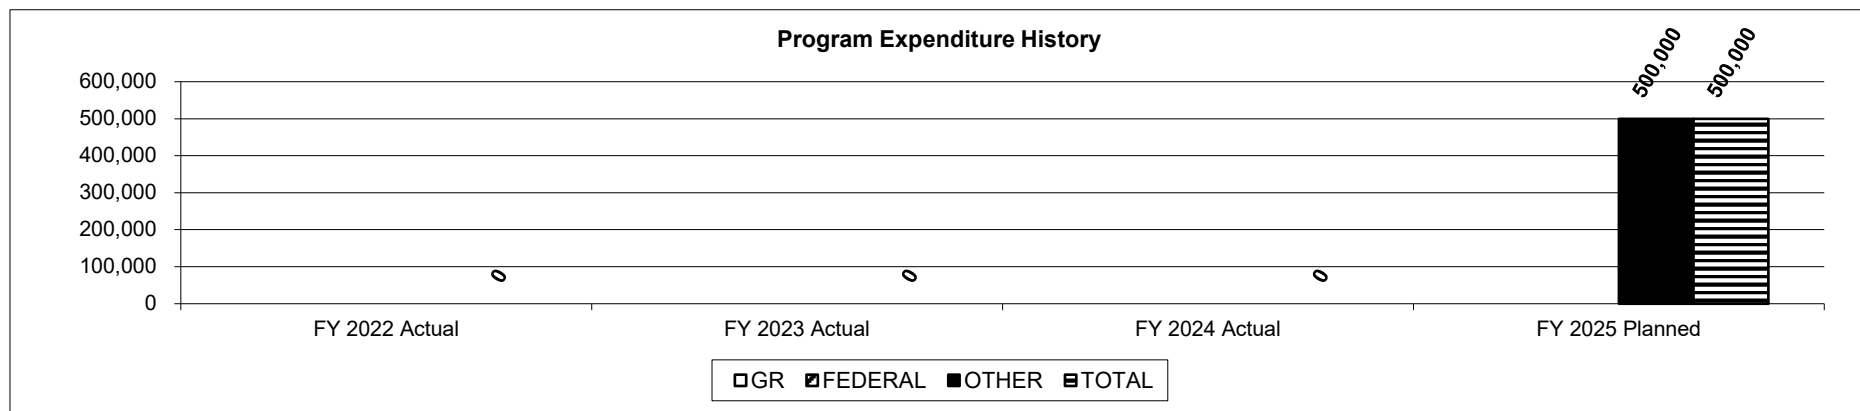 Program Expenditure History
500,000 500,000
600,000
500,000
400,000
300,000
200,000
100,000
0
0 0 0
FY 2022 Actual FY 2023 Actual FY 2024 Actual FY 2025 Planned
GR FEDERAL OTHER TOTAL